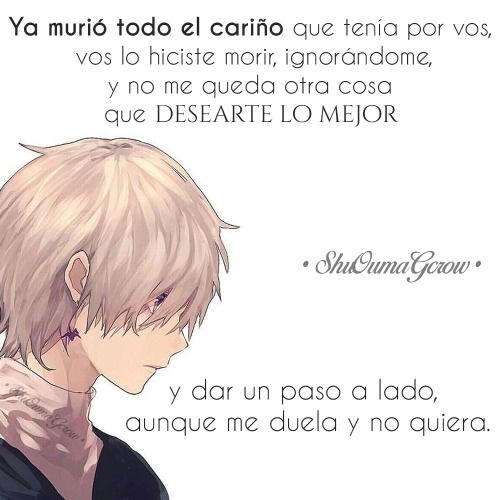 Ya murió todo el cariño que tenía por vos,
vos lo hiciste morir, ignorándome,
y no me queda otra cosa
que DESEARTE LO MEJOR
• ShuOumaGcrow •
y dar un paso a lado,
aunque me duela y no quiera.
• ShuOumaGcrow •